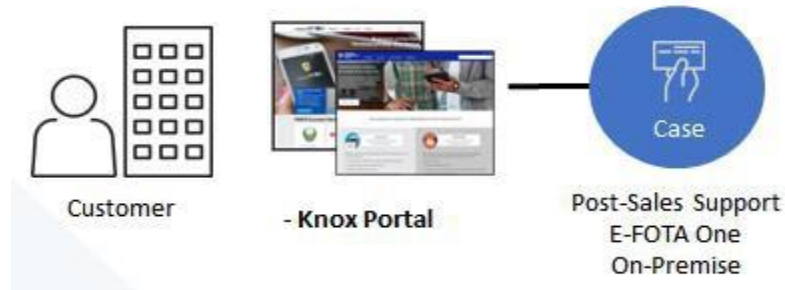 Customer
- Knox Portal
Case
Post-Sales Support
E-FOTA One
On-Premise